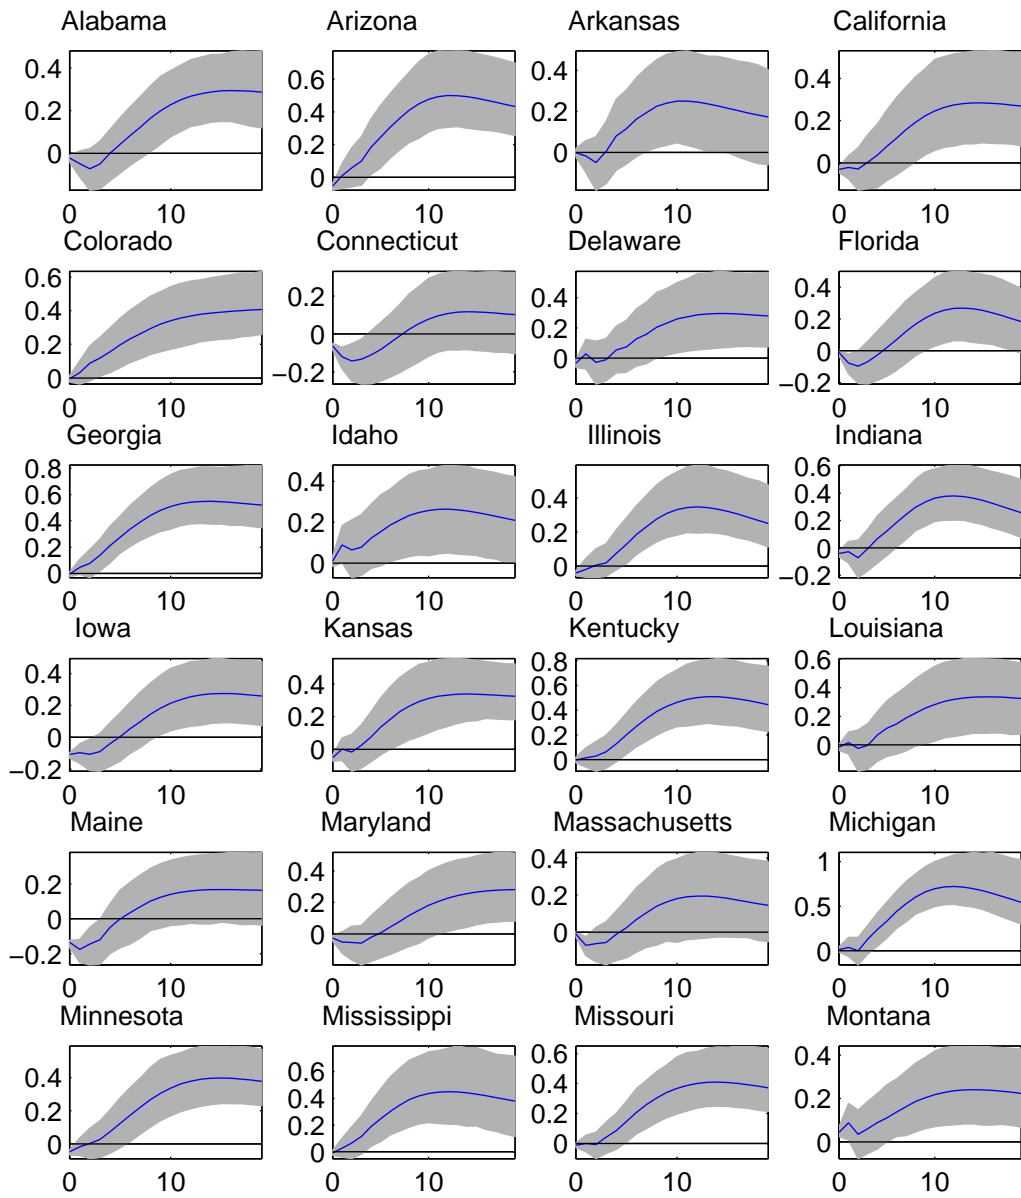 Alabama Arizona Arkansas California
0.4 0.2 0 0.6 0.4 0.2 0 0.4 0.2 0 0.4 0.2 0
0 10 0 10 0 10 0 10
Colorado Connecticut Delaware Florida
0.6 0.4 0.2 0 0.2 0 −0.2 0.4 0.2 0 0.4 0.2 0 −0.2
0 10 0 10 0 10 0 10
Georgia Idaho Illinois Indiana
0.8 0.6 0.4 0.2 0 0.4 0.2 0 0.4 0.2 0 0.6 0.4 0.2 0 −0.2
0 10 0 10 0 10 0 10
Iowa Kansas Kentucky Louisiana
0.4 0.2 0 −0.2 0.4 0.2 0 0.8 0.6 0.4 0.2 0 0.6 0.4 0.2 0 −0.2
0 10 0 10 0 10 0 10
Maine Maryland Massachusetts Michigan
0.2 0 −0.2 0.4 0.2 0 0.4 0.2 0 1 0.5 0
0 10 0 10 0 10 0 10
Minnesota Mississippi Missouri Montana
0.4 0.2 0 0.6 0.4 0.2 0 0.6 0.4 0.2 0 0.4 0.2 0
0 10 0 10 0 10 0 10